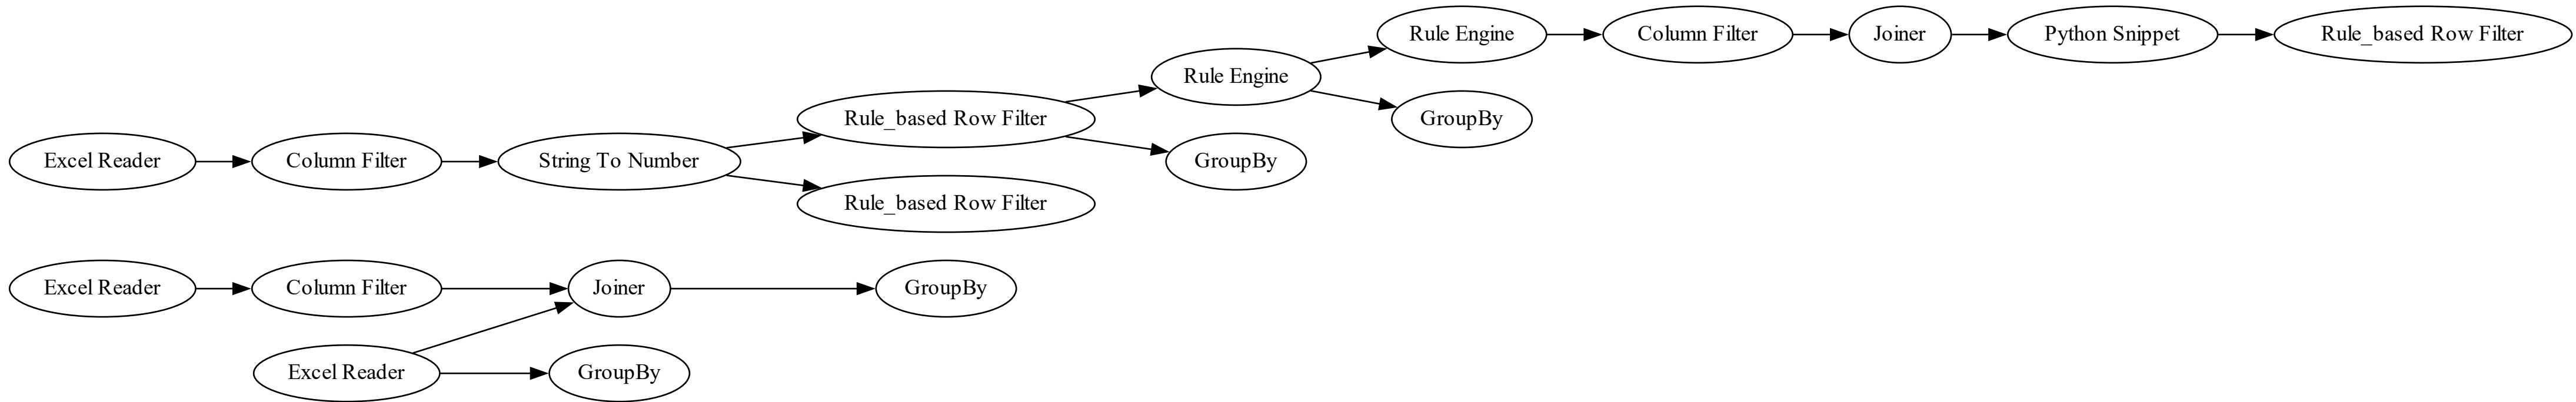 Rule Engine
Column Filter
Joiner
Python Snippet
Rule_based Row Filter
Rule Engine
Rule_based Row Filter
GroupBy
Excel Reader
Column Filter
String To Number
GroupBy
Rule_based Row Filter
Excel Reader
Column Filter
Joiner
GroupBy
Excel Reader
GroupBy